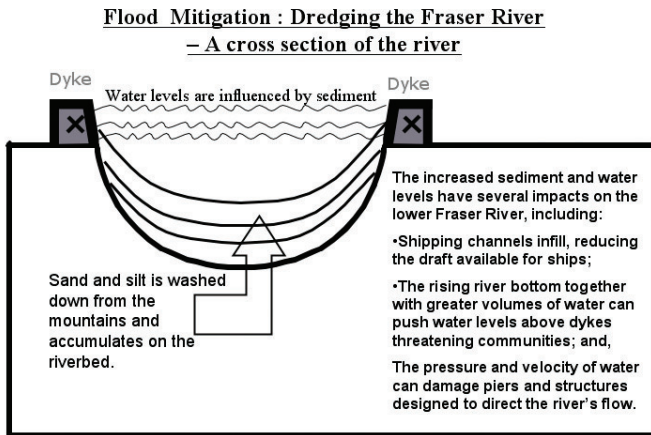 Flood Mitigation : Dredging the Fraser River
– A cross section of the river
Dyke
Dyke
Water levels are influenced by sediment
The increased sediment and water
levels have several impacts on the
lower Fraser River, including:
•Shipping channels infill, reducing
the draft available for ships;
•The rising river bottom together
with greater volumes of water can
push water levels above dykes
threatening communities; and,
The pressure and velocity of water
can damage piers and structures
designed to direct the river's flow.
Sand and silt is washed
down from the
mountains and
accumulates on the
riverbed.